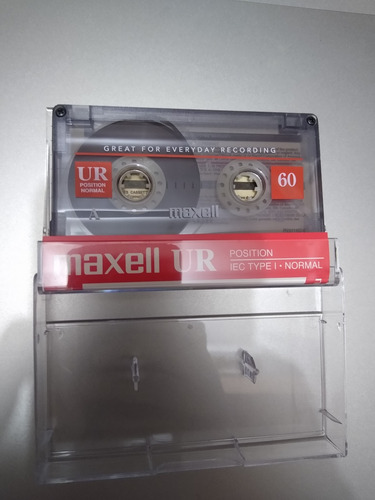 GREAT FOR EVERYDAY RECORDING
UR
POSITION
NORMAL
60
A
maxell
maxell UR
POSITION
IEC TYPE I • NORMAL